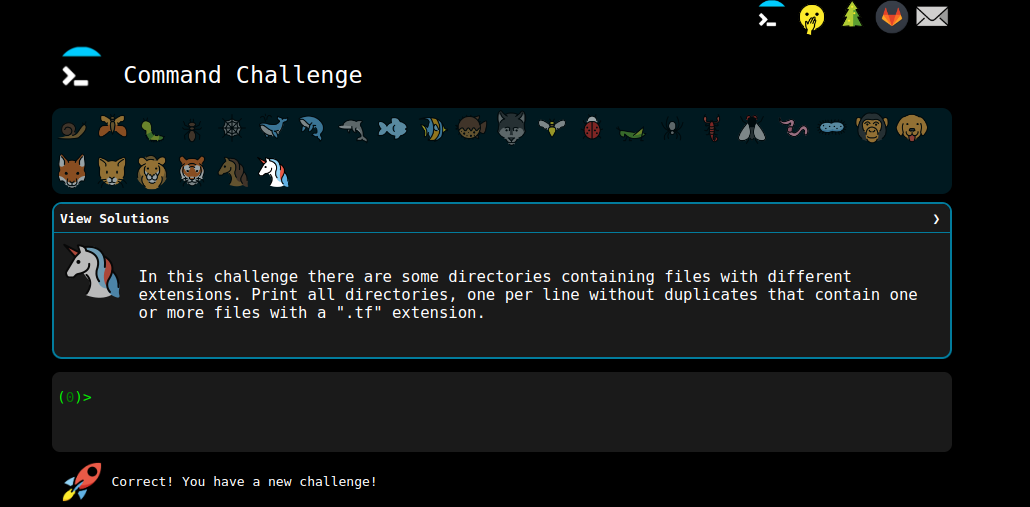 Command Challenge
View Solutions
In this challenge there are some directories containing files with different
extensions. Print all directories, one per line without duplicates that contain one
or more files with a ".tf" extension.
(0)>
Correct! You have a new challenge!